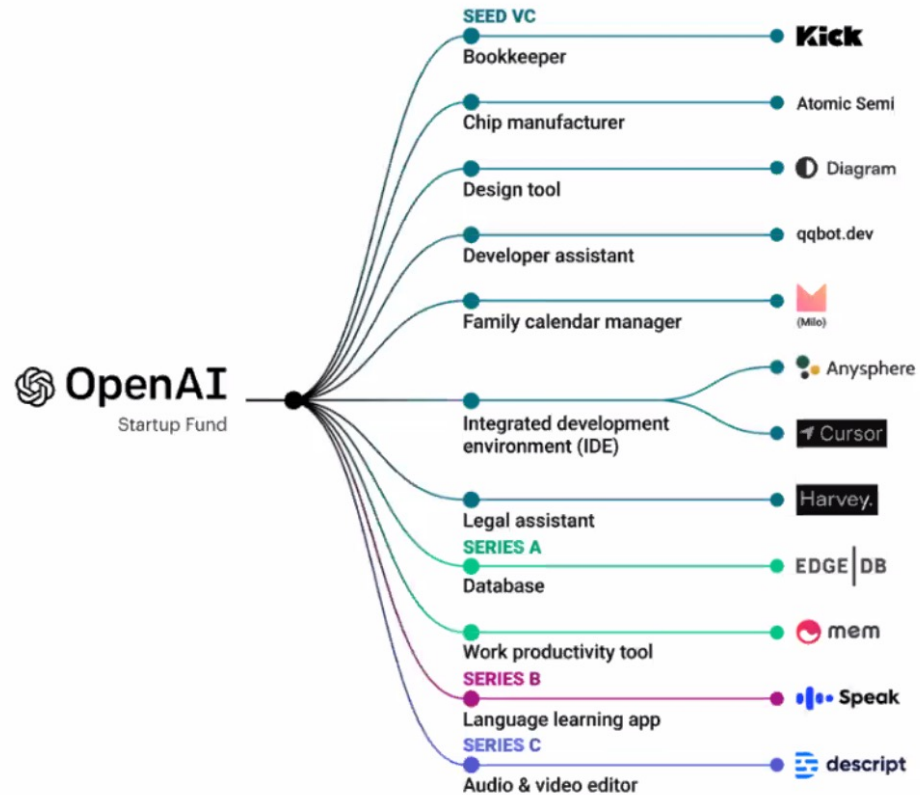 SEED VC
Bookkeeper
Kick
Chip manufacturer
Atomic Semi
Design tool
Diagram
Developer assistant
qqbot.dev
Family calendar manager
(Milo)
OpenAI
Startup Fund
Integrated development
environment (IDE)
Anysphere
Cursor
Legal assistant
Harvey.
SERIES A
Database
EDGE|DB
Work productivity tool
mem
SERIES B
Language learning app
Speak
SERIES C
Audio & video editor
descript